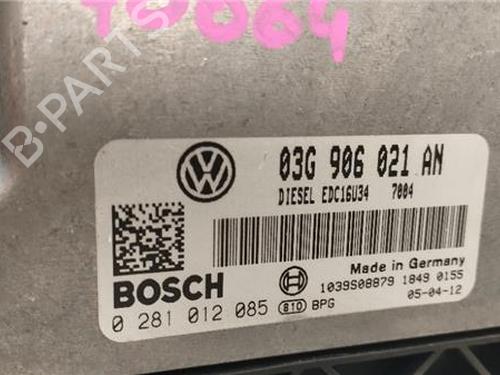 B-PARTS
03G 906 021 AN
DIESEL EDC16U34 7004
BOSCH
Made in Germany
1039S08879 1849 0155
0 281 012 085 810 BPG 05-04-12